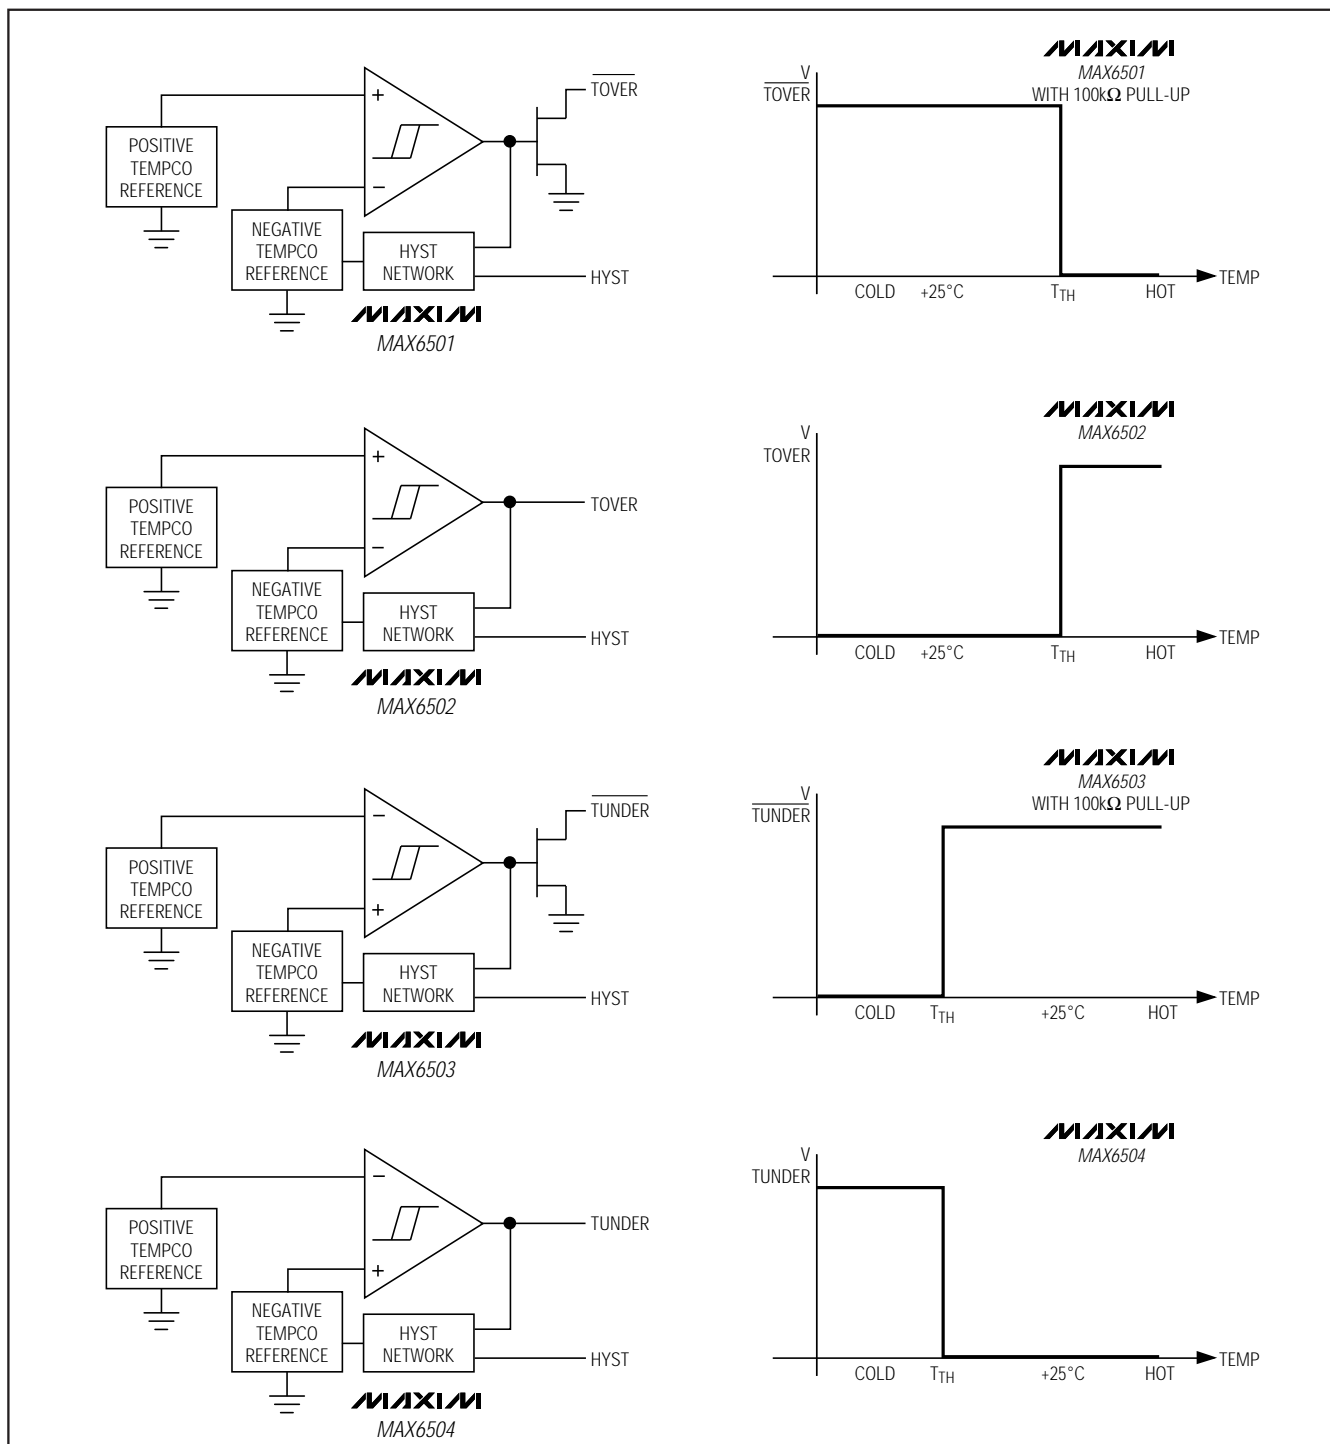 +
TOVER
POSITIVE
TEMPCO
REFERENCE
−
NEGATIVE
TEMPCO
REFERENCE
HYST
NETWORK
HYST
MAXIM
MAX6501
MAXIM
MAX6501
WITH 100kΩ PULL-UP
V
TOVER
COLD +25°C TTH HOT TEMP
+
TOVER
POSITIVE
TEMPCO
REFERENCE
−
NEGATIVE
TEMPCO
REFERENCE
HYST
NETWORK
HYST
MAXIM
MAX6502
MAXIM
MAX6502
V
TOVER
COLD +25°C TTH HOT TEMP
−
TUNDER
POSITIVE
TEMPCO
REFERENCE
+
NEGATIVE
TEMPCO
REFERENCE
HYST
NETWORK
HYST
MAXIM
MAX6503
MAXIM
MAX6503
WITH 100kΩ PULL-UP
V
TUNDER
COLD TTH +25°C HOT TEMP
−
TUNDER
POSITIVE
TEMPCO
REFERENCE
+
NEGATIVE
TEMPCO
REFERENCE
HYST
NETWORK
HYST
MAXIM
MAX6504
MAXIM
MAX6504
V
TUNDER
COLD TTH +25°C HOT TEMP